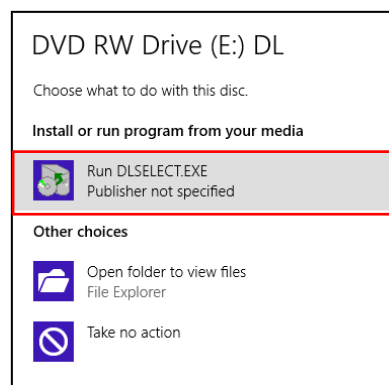 DVD RW Drive (E:) DL
Choose what to do with this disc.
Install or run program from your media
Run DLSELECT.EXE
Publisher not specified
Other choices
Open folder to view files
File Explorer
Take no action